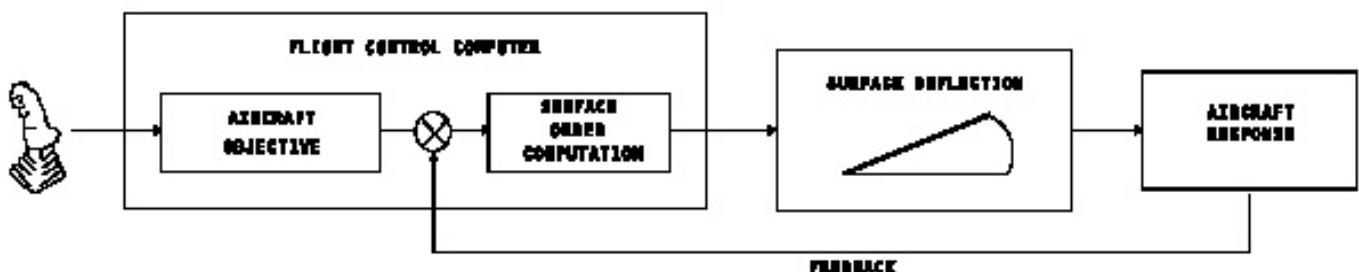 FLIGHT CONTROL COMPUTER
AIRCRAFT
OBJECTIVE
SURFACE
ORDER
COMPUTATION
SURFACE DEFLECTION
AIRCRAFT
RESPONSE
FEEDBACK